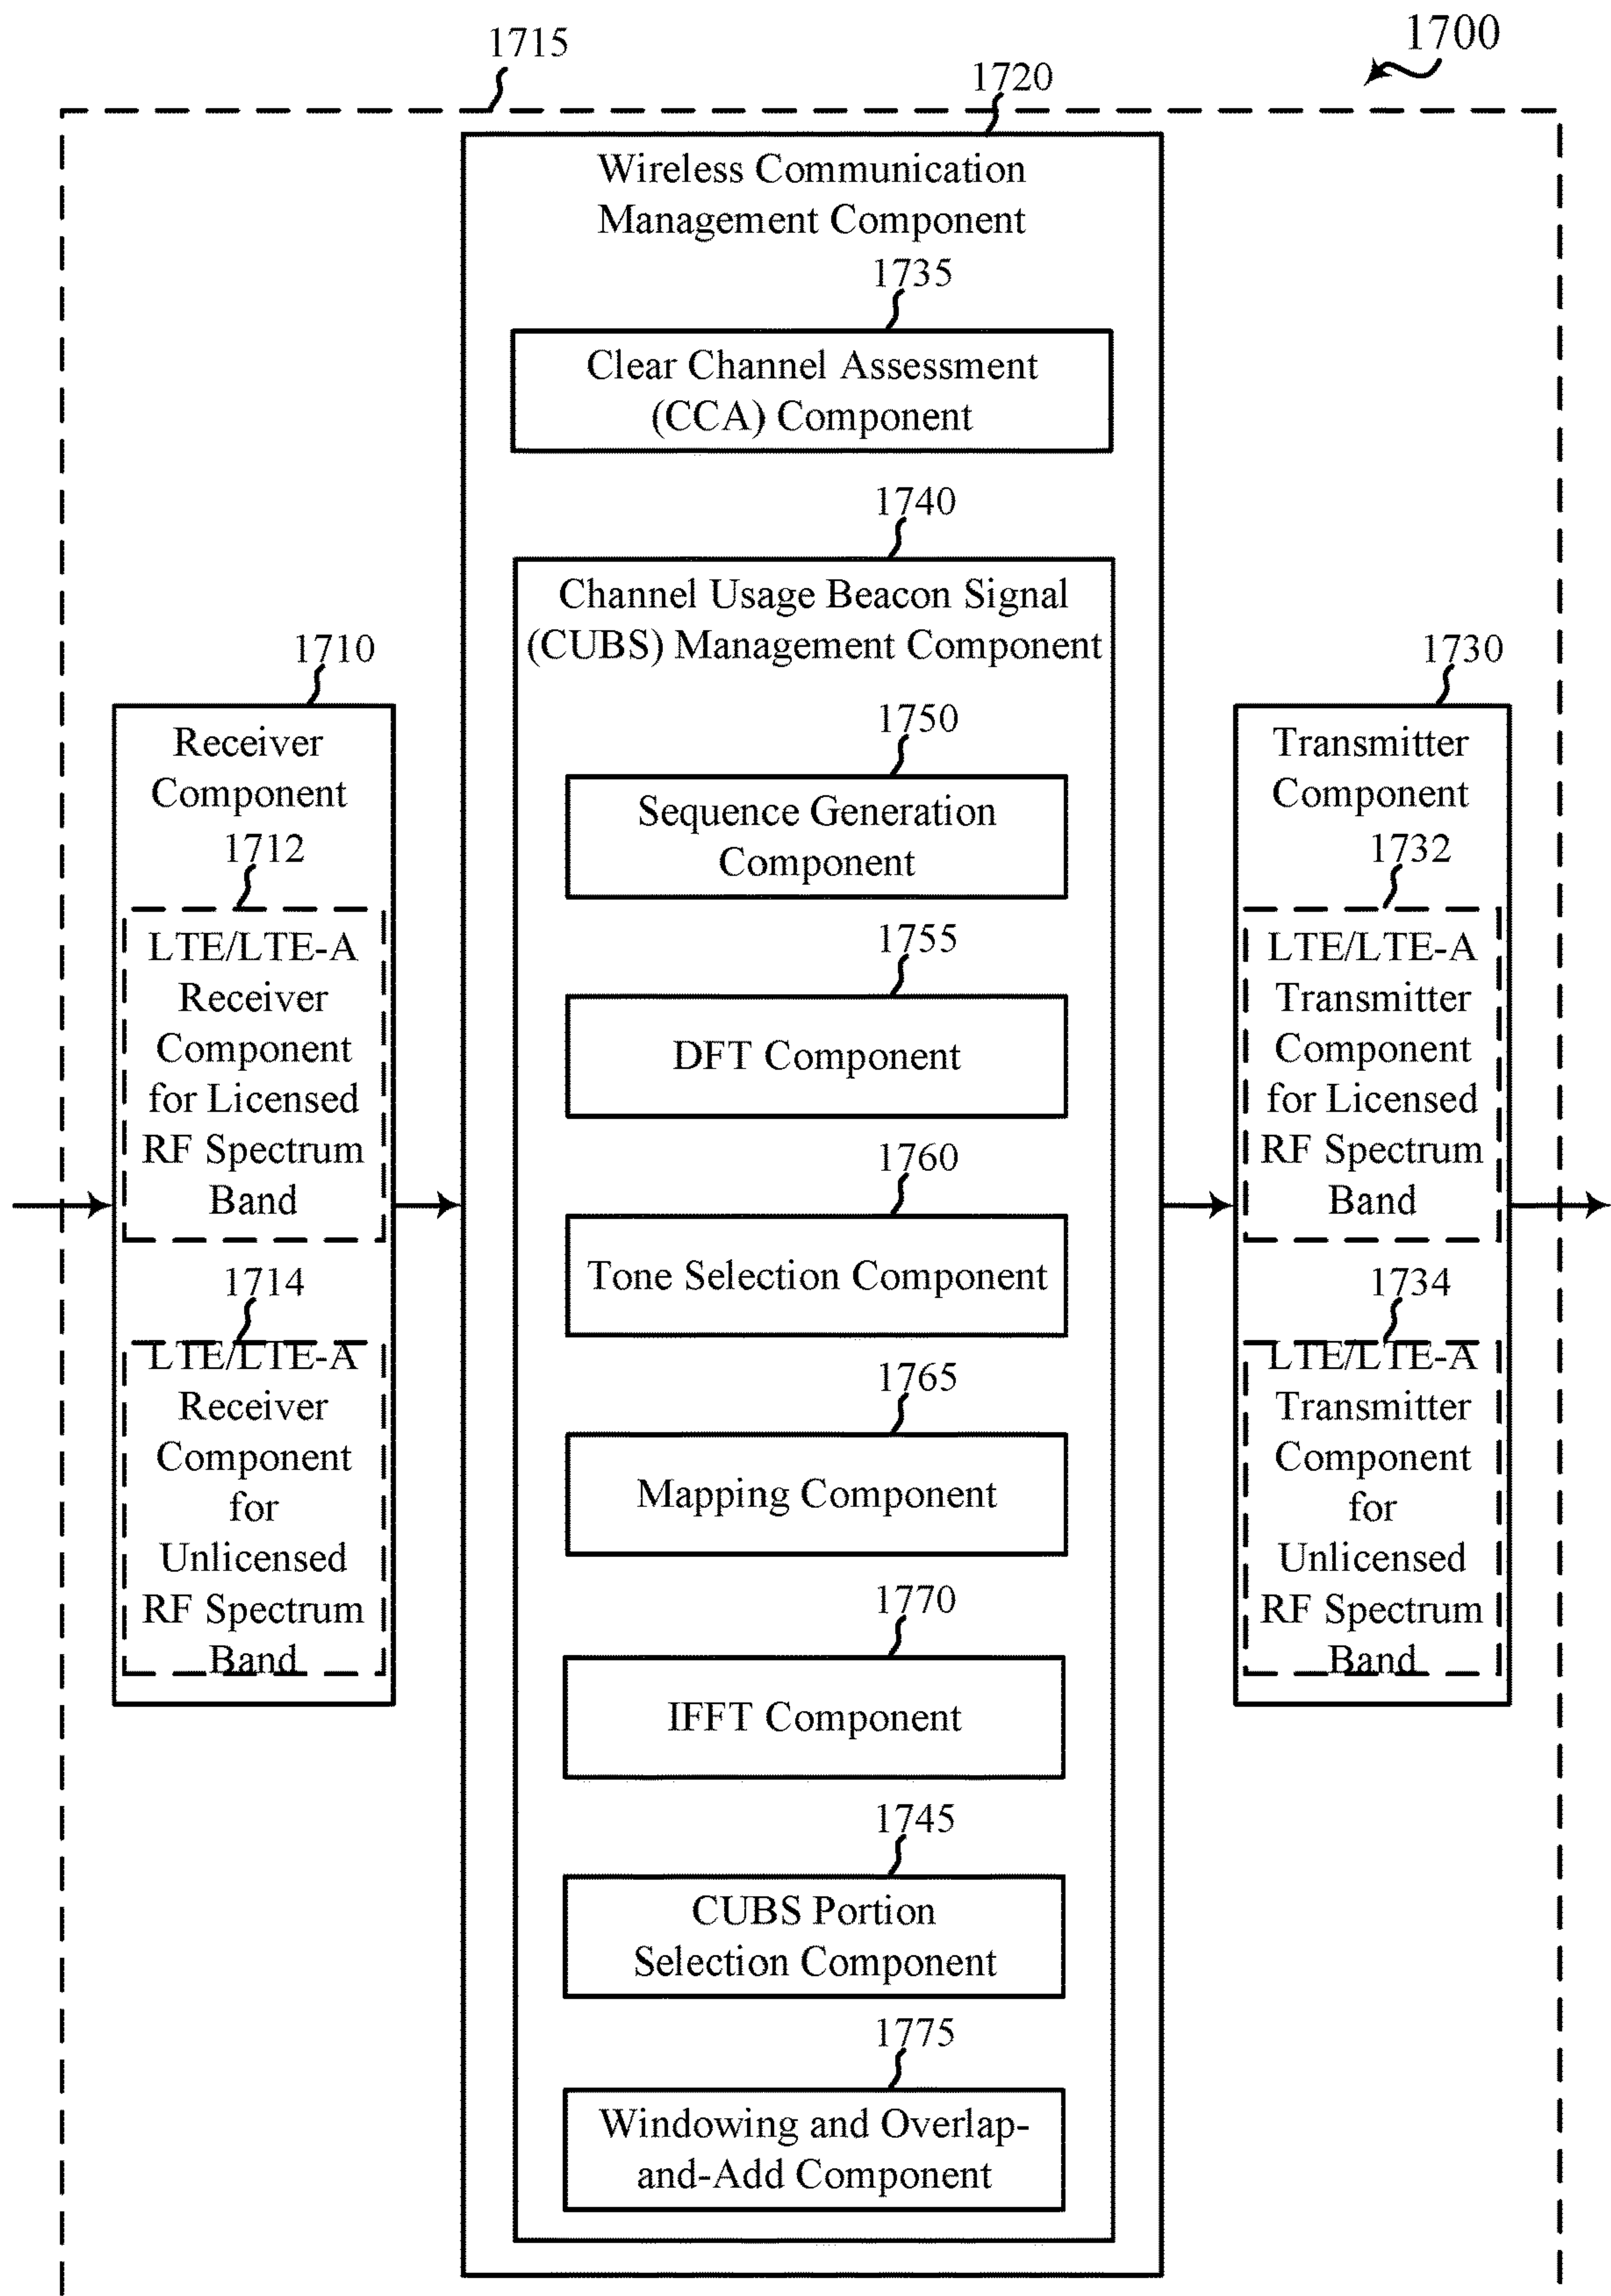 1700
1715
1720
Wireless Communication
Management Component
1735
Clear Channel Assessment
(CCA) Component
1740
Channel Usage Beacon Signal
(CUBS) Management Component
1710
Receiver
Component
1712
LTE/LTE-A
Receiver
Component
for Licensed
RF Spectrum
Band
1714
LTE/LTE-A
Receiver
Component
for
Unlicensed
RF Spectrum
Band
1750
Sequence Generation
Component
1755
DFT Component
1760
Tone Selection Component
1765
Mapping Component
1770
IFFT Component
1745
CUBS Portion
Selection Component
1775
Windowing and Overlap-
and-Add Component
1730
Transmitter
Component
1732
LTE/LTE-A
Transmitter
Component
for Licensed
RF Spectrum
Band
1734
LTE/LTE-A
Transmitter
Component
for
Unlicensed
RF Spectrum
Band